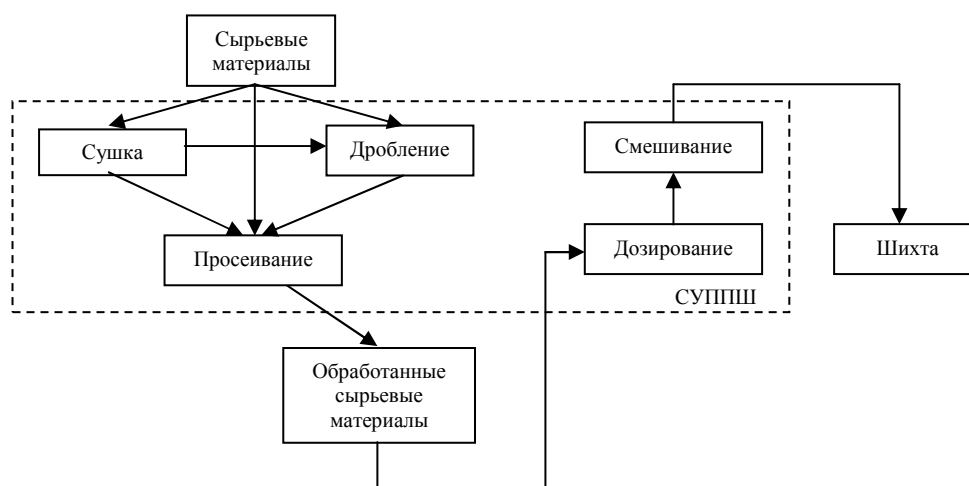 Сырьевые
материалы
Сушка
Дробление
Смешивание
Просеивание
Дозирование
Шихта
СУППШ
Обработанные
сырьевые
материалы